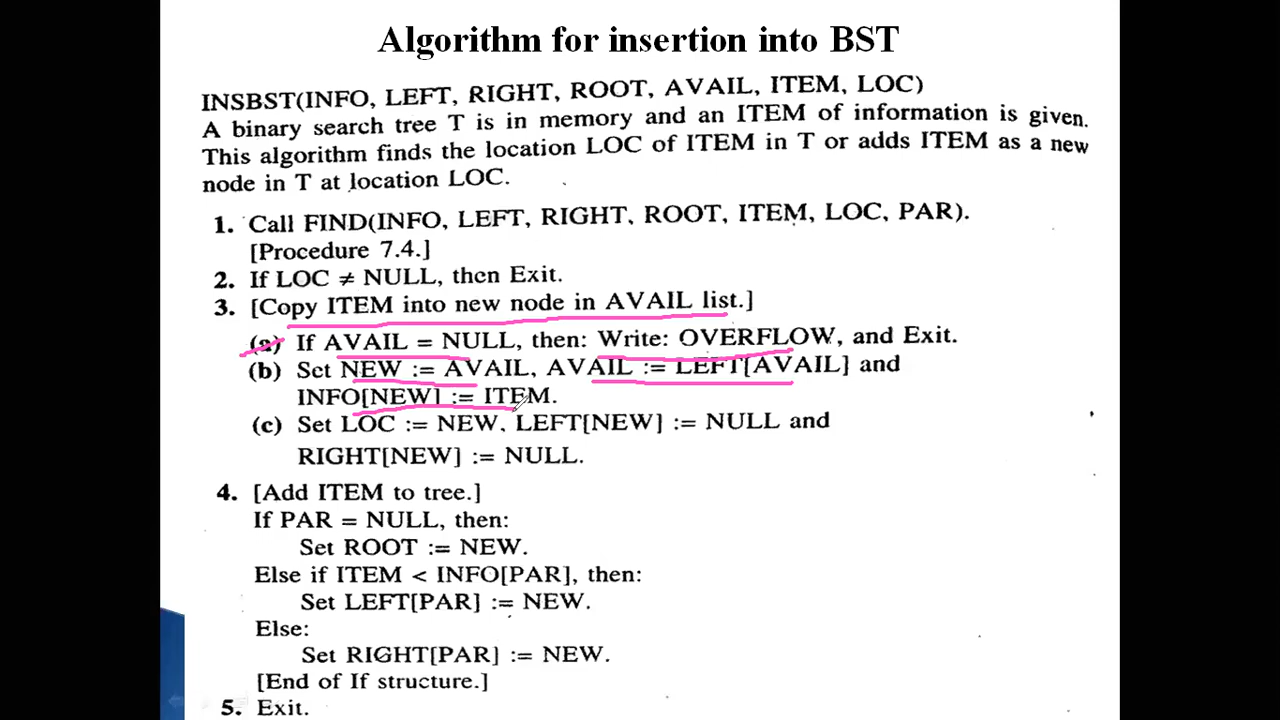 Algorithm for insertion into BST
INSBST(INFO, LEFT, RIGHT, ROOT, AVAIL, ITEM, LOC)
A binary search tree T is in memory and an ITEM of information is given.
This algorithm finds the location LOC of ITEM in T or adds ITEM as a new
node in T at location LOC.
1. Call FIND(INFO, LEFT, RIGHT, ROOT, ITEM, LOC, PAR).
[Procedure 7.4.]
2. If LOC ≠ NULL, then Exit.
3. [Copy ITEM into new node in AVAIL list.]
(a) If AVAIL = NULL, then: Write: OVERFLOW, and Exit.
(b) Set NEW := AVAIL, AVAIL := LEFT[AVAIL] and
INFO[NEW] := ITEM.
(c) Set LOC := NEW, LEFT[NEW] := NULL and
RIGHT[NEW] := NULL.
4. [Add ITEM to tree.]
If PAR = NULL, then:
Set ROOT := NEW.
Else if ITEM < INFO[PAR], then:
Set LEFT[PAR] := NEW.
Else:
Set RIGHT[PAR] := NEW.
[End of If structure.]
5. Exit.